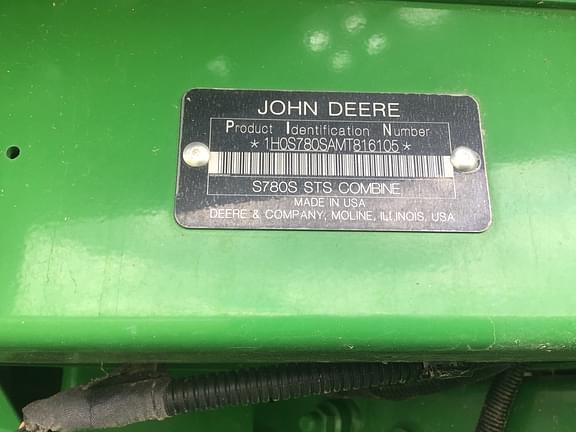 JOHN DEERE
Product Identification Number
*1H0S780SAMT816105*
S780S STS COMBINE
MADE IN USA
DEERE & COMPANY, MOLINE, ILLINOIS, USA